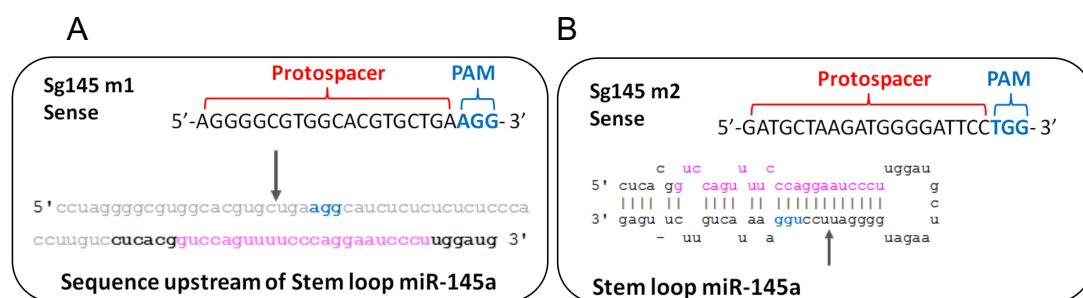 A
B
Sg145 m1
Sense
Protospacer
PAM
5'-AGGGGCGTGGCACGTGCTGAAGG- 3'
5'ccuaggggcguggcacgugcugaaggcaucucucucucuccca
ccuuguccucacgguccaguuuucccaggaaucccuuggaug 3'
Sequence upstream of Stem loop miR-145a
Sg145 m2
Sense
Protospacer
PAM
5'-GATGCTAAGATGGGGATTCCTGG- 3'
c uc u c uggau
5' cuca gg cagu uu ccaggaaucccu g
c
3' gagu uc guca aa gguccuuagggg u
- uu u a uagaa
Stem loop miR-145a